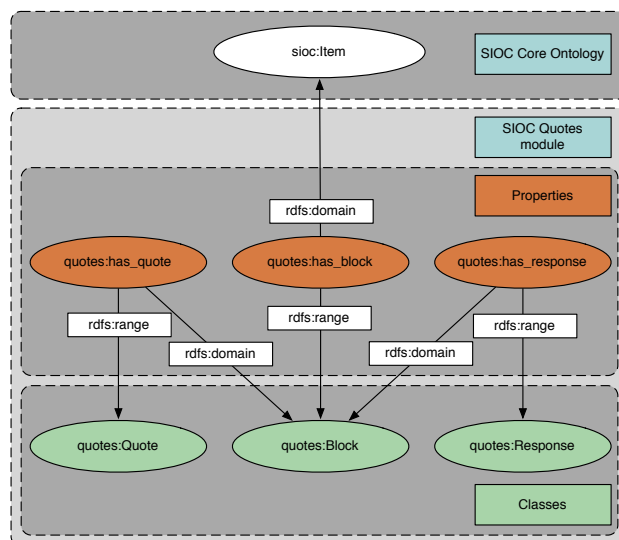 sioc:Item
SIOC Core Ontology
SIOC Quotes
module
Properties
rdfs:domain
quotes:has_quote
quotes:has_block
quotes:has_response
rdfs:range
rdfs:range
rdfs:range
rdfs:domain
rdfs:domain
quotes:Quote
quotes:Block
quotes:Response
Classes